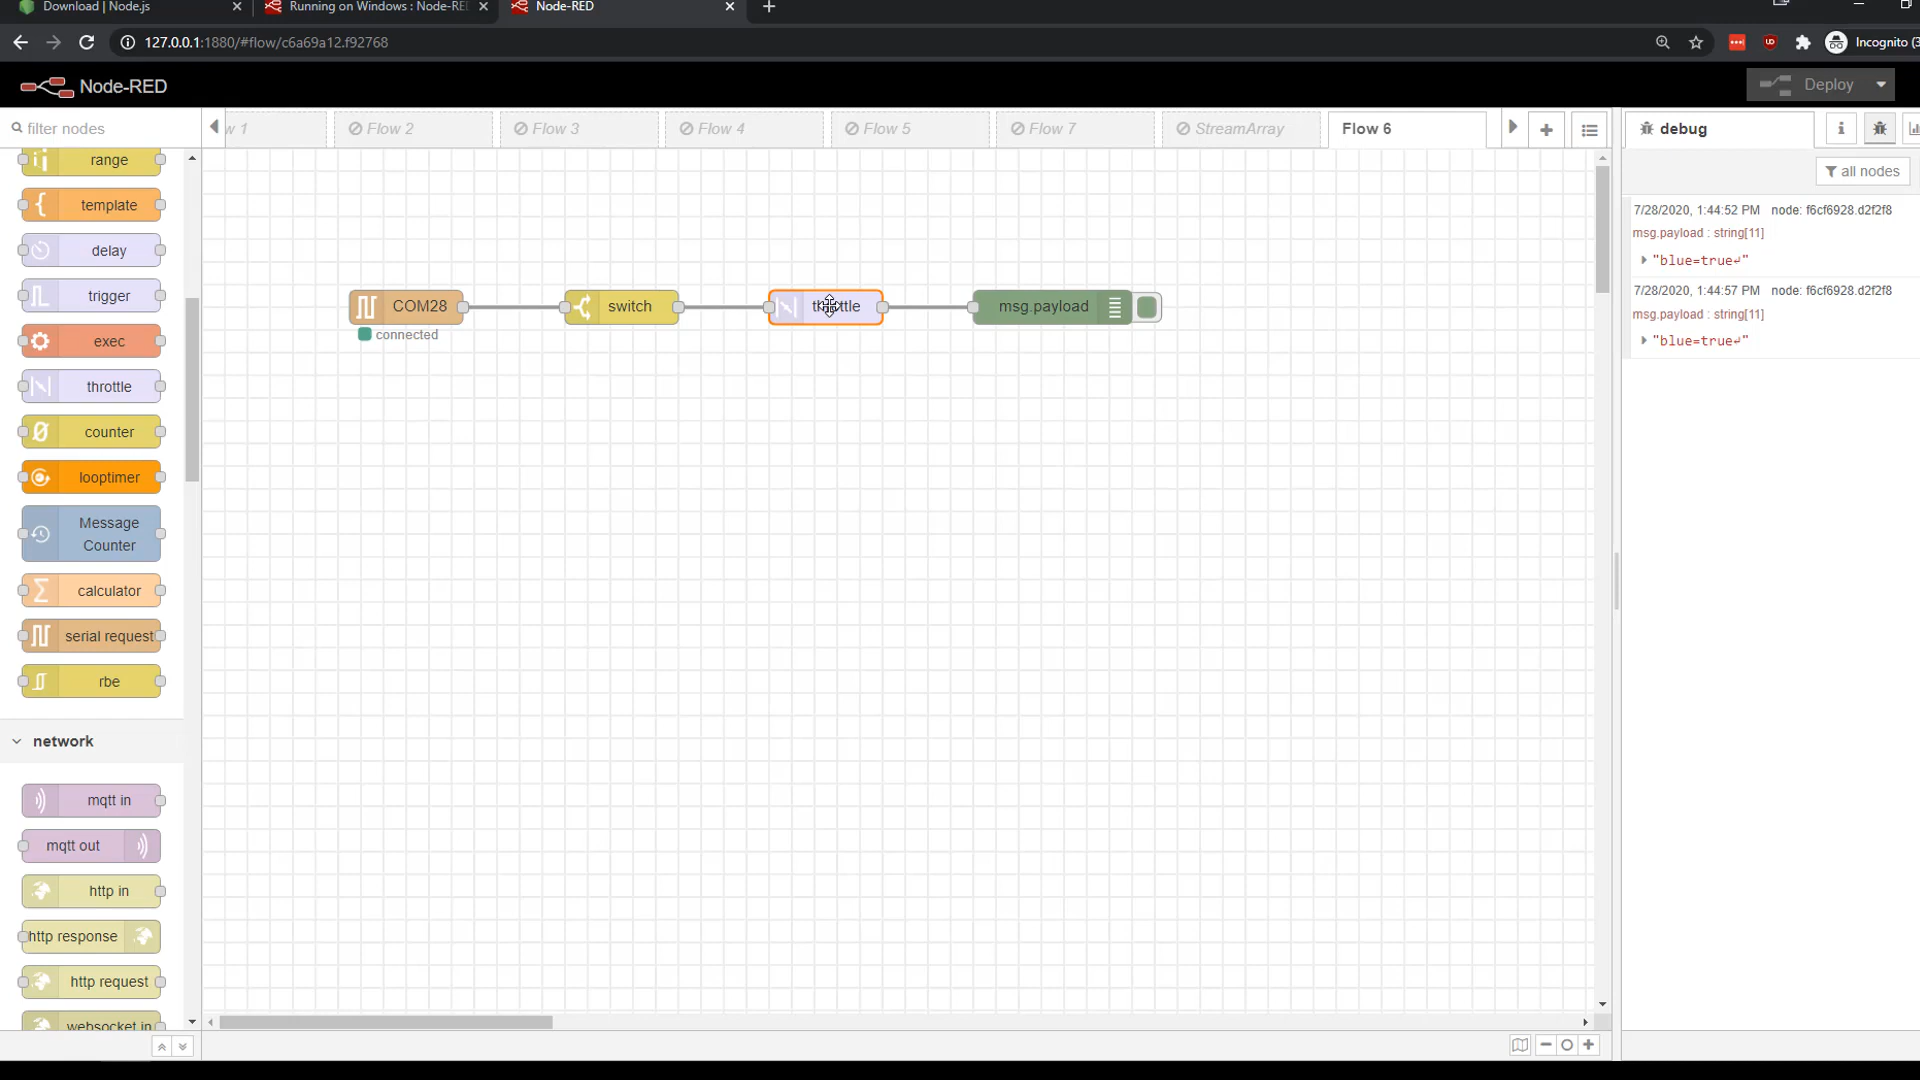 Download | Node.js
Running on Windows : Node-RE
Node-RED
127.0.0.1:1880/#flow/c6a69a12.f92768
Incognito (3
Node-RED
Deploy
filter nodes
w 1
Flow 2
Flow 3
Flow 4
Flow 5
Flow 7
StreamArray
Flow 6
debug
all nodes
range
template
delay
trigger
exec
throttle
counter
looptimer
Message
Counter
calculator
serial request
rbe
network
mqtt in
mqtt out
http in
http response
http request
websocket in
COM28
connected
switch
throttle
msg.payload
7/28/2020, 1:44:52 PM node: f6cf6928.d2f2f8
msg.payload : string[11]
"blue=true↵"
7/28/2020, 1:44:57 PM node: f6cf6928.d2f2f8
msg.payload : string[11]
"blue=true↵"